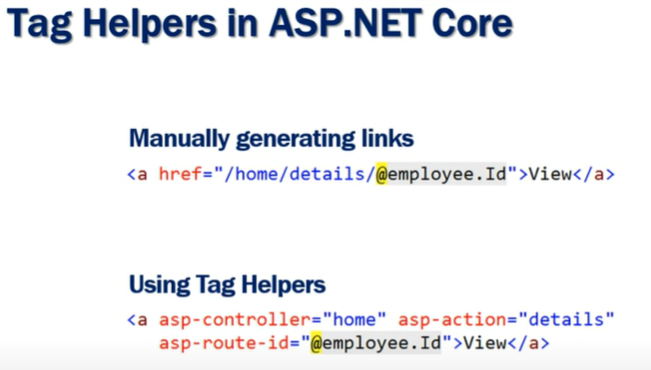 Tag Helpers in ASP.NET Core
Manually generating links
<a href="/home/details/@employee.Id">View</a>
Using Tag Helpers
<a asp-controller="home" asp-action="details"
asp-route-id="@employee.Id">View</a>